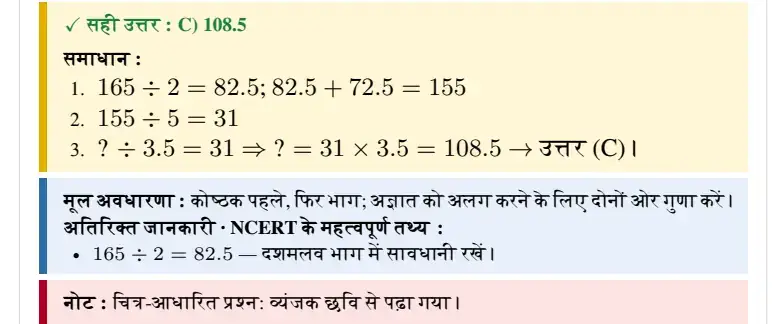 ✓ सही उत्तर : C) 108.5
समाधान :
1. 165 ÷ 2 = 82.5; 82.5 + 72.5 = 155
2. 155 ÷ 5 = 31
3. ? ÷ 3.5 = 31 ⇒ ? = 31 × 3.5 = 108.5 → उत्तर (C)।
मूल अवधारणा : कोष्ठक पहले, फिर भाग; अज्ञात को अलग करने के लिए दोनों ओर गुणा करें।
अतिरिक्त जानकारी · NCERT के महत्वपूर्ण तथ्य :
• 165 ÷ 2 = 82.5 — दशमलव भाग में सावधानी रखें।
नोट : चित्र-आधारित प्रश्न: व्यंजक छवि से पढ़ा गया।